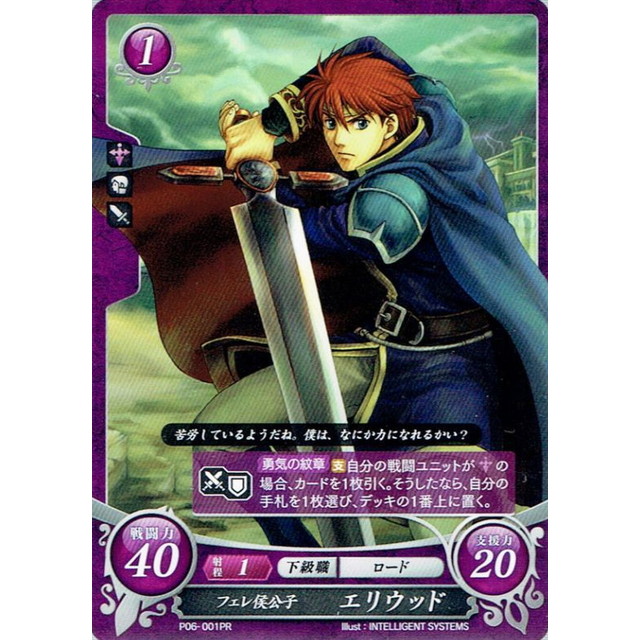 1
苦労しているようだね。僕は、なにか力になれるかい?
勇気の紋章 支 自分の戦闘ユニットが の
場合、カードを1枚引く。そうしたなら、自分の
手札を1枚選び、デッキの1番上に置く。
戦闘力
40
射程 1
下級職
ロード
支援力
20
フェレ侯公子 エリウッド
P06-001PR
Illust : INTELLIGENT SYSTEMS